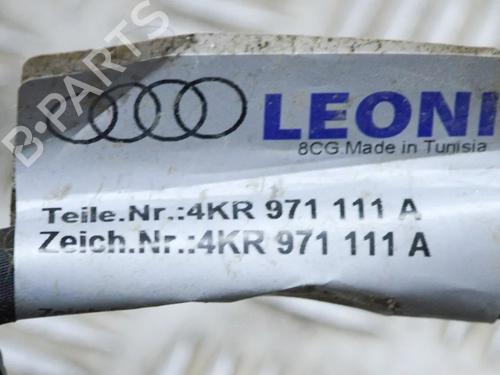 B-PARTS
LEONI
8CG Made in Tunisia
Teile.Nr.:4KR 971 111 A
Zeich.Nr.:4KR 971 111 A